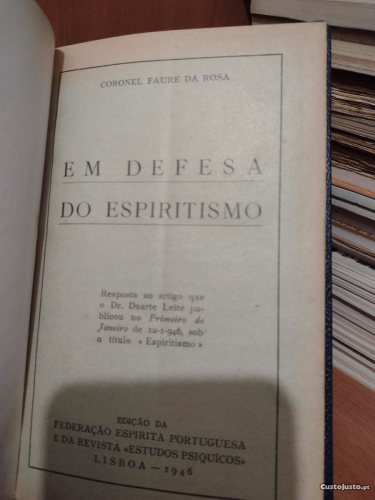 CORONEL FAURE DA ROSA
EM DEFESA
DO ESPIRITISMO
Resposta ao artigo que
o Dr. Duarte Leite pu-
blicou no Primeiro de
Janeiro de 12-1-946, sob
o título «Espiritismo»
EDIÇÃO DA
FEDERAÇÃO ESPÍRITA PORTUGUESA
E DA REVISTA «ESTUDOS PSIQUICOS»
LISBOA — 1946
CustoJusto.pt